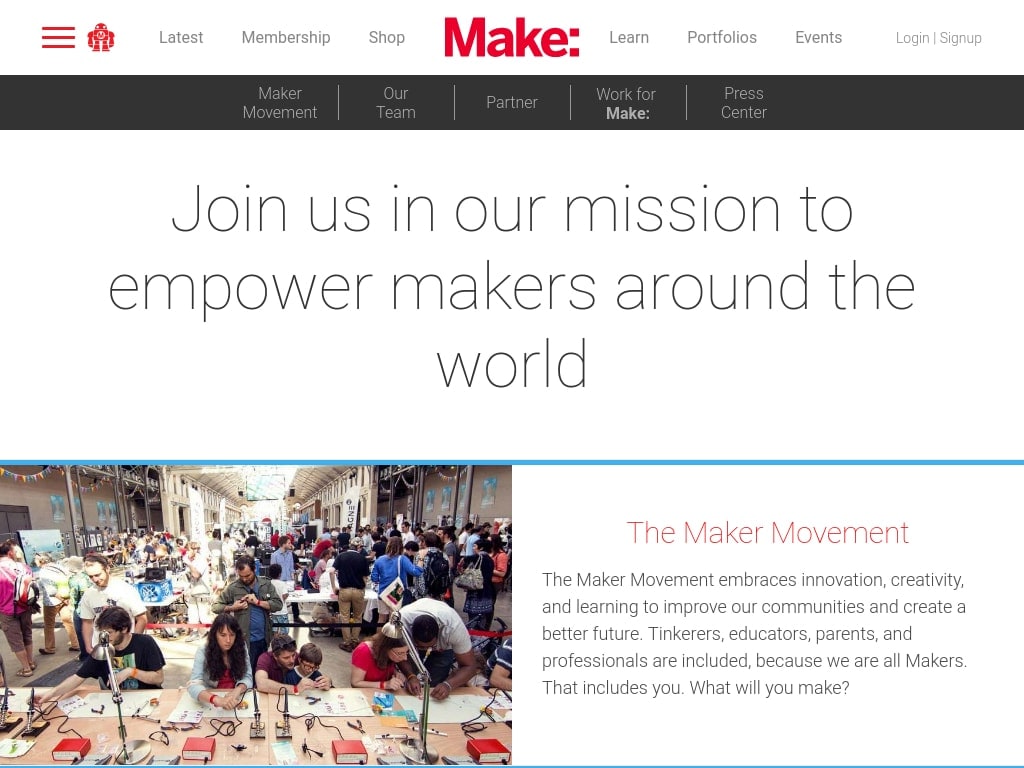 Latest Membership Shop Make: Learn Portfolios Events Login | Signup
Maker Movement
Our Team
Partner
Work for Make:
Press Center
Join us in our mission to
empower makers around the
world
The Maker Movement
The Maker Movement embraces innovation, creativity,
and learning to improve our communities and create a
better future. Tinkerers, educators, parents, and
professionals are included, because we are all Makers.
That includes you. What will you make?